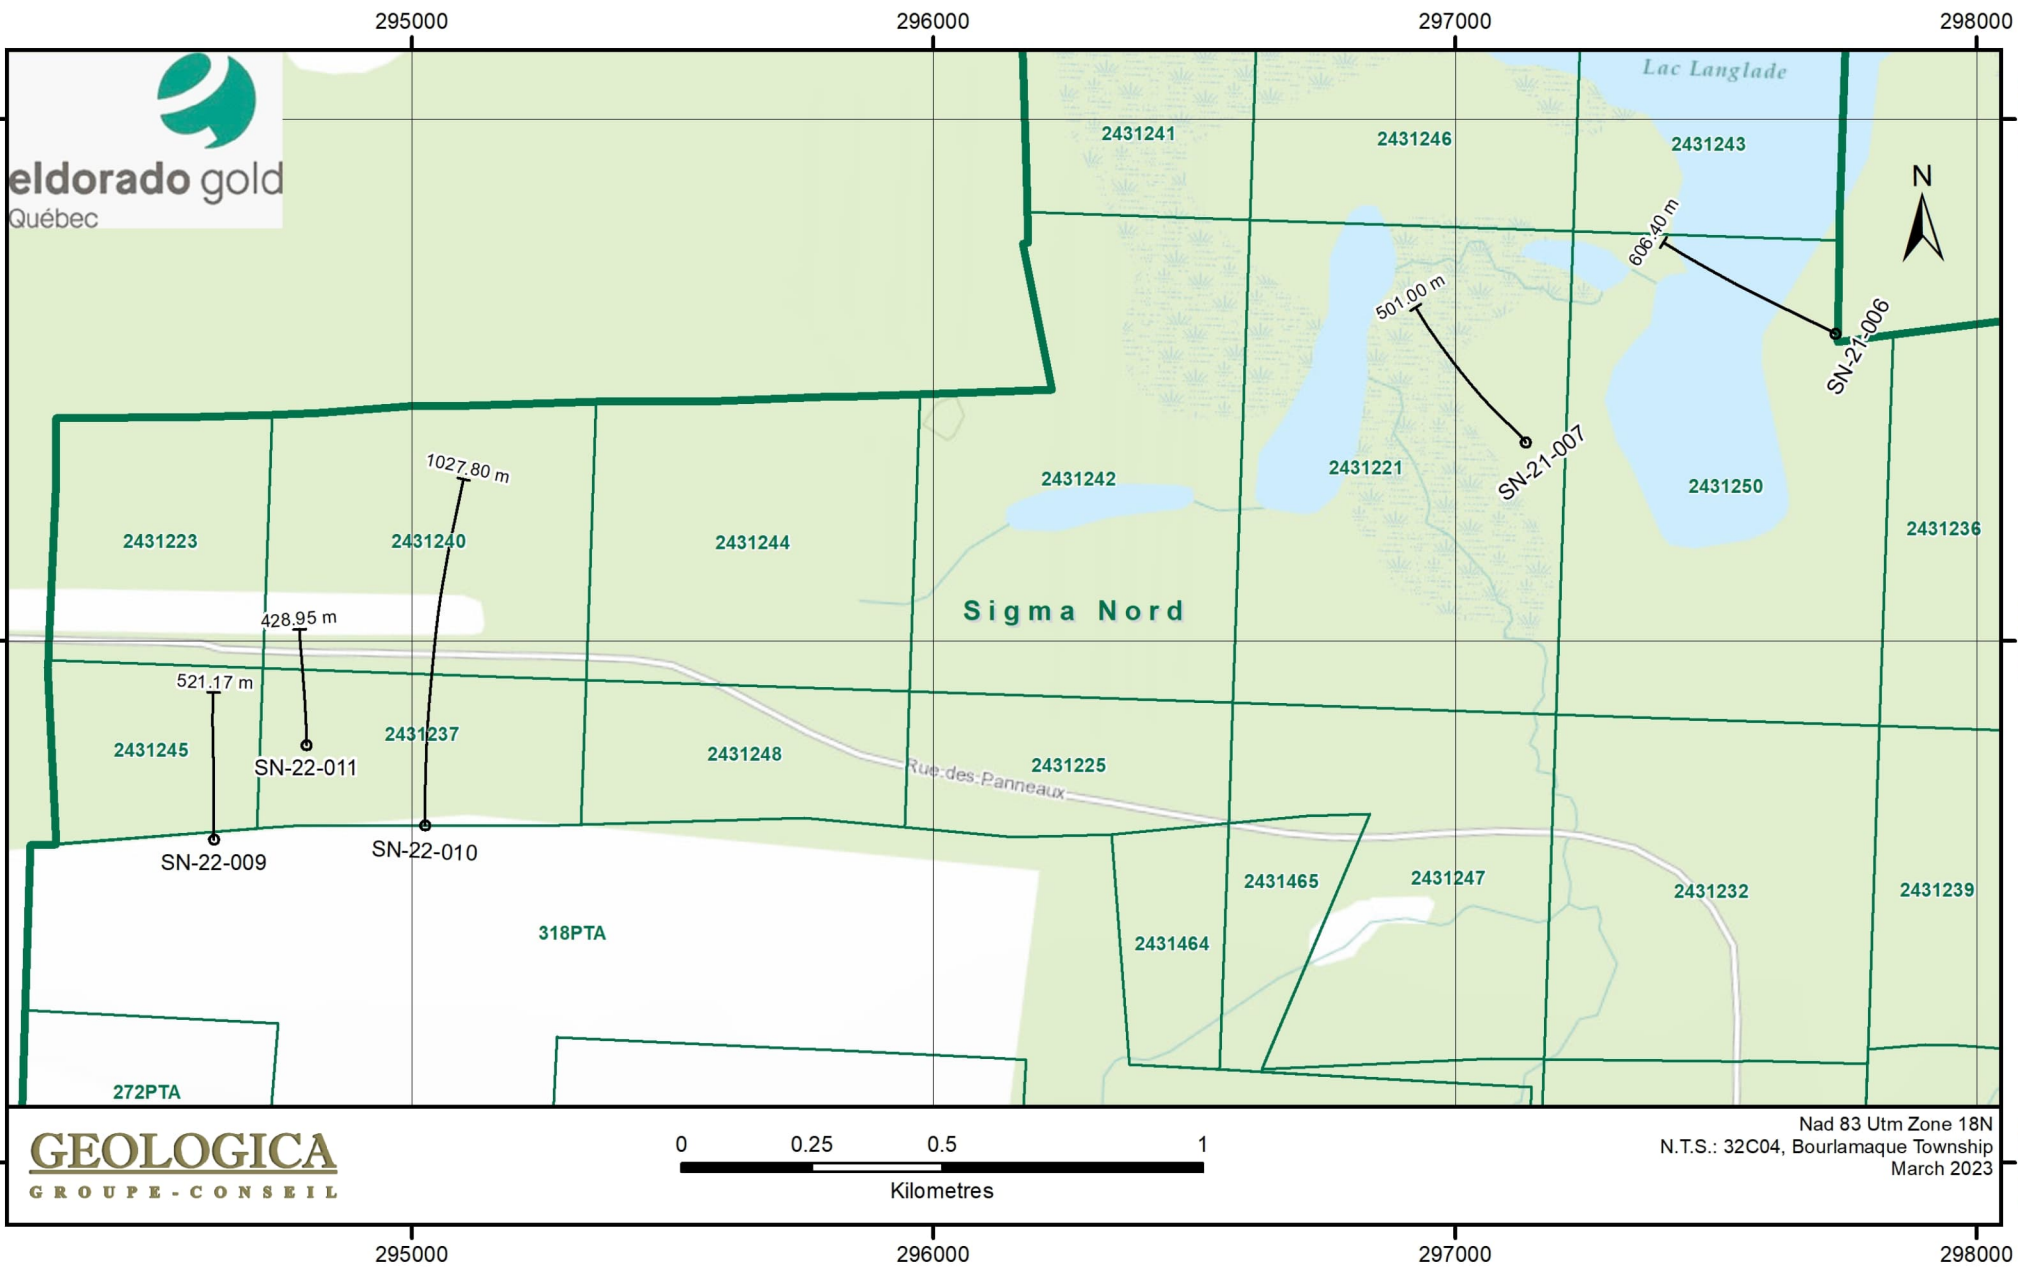 295000
296000
297000
298000
eldorado gold
Québec
Lac Langlade
2431241
2431246
2431243
N
606.40 m
501.00 m
SN-21-006
SN-21-007
1027.80 m
2431242
2431221
2431250
2431236
2431223
2431240
2431244
Sigma Nord
428.95 m
521.17 m
2431245
2431237
2431248
2431225
SN-22-011
Rue des Panneaux
SN-22-009
SN-22-010
2431465
2431247
2431232
2431239
318PTA
2431464
272PTA
GEOLOGICA
GROUPE-CONSEIL
0 0.25 0.5 1
Kilometres
Nad 83 Utm Zone 18N
N.T.S.: 32C04, Bourlamaque Township
March 2023
295000
296000
297000
298000